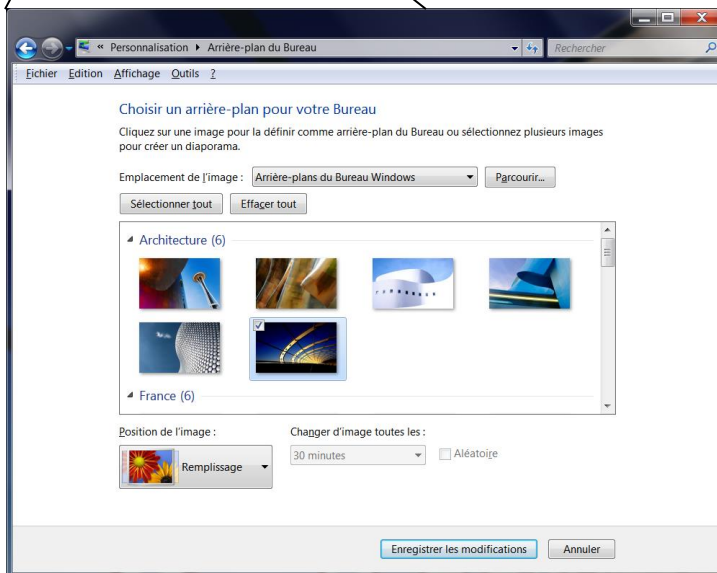 « Personnalisation ▸ Arrière-plan du Bureau
Rechercher
Fichier Edition Affichage Outils ?
Choisir un arrière-plan pour votre Bureau
Cliquez sur une image pour la définir comme arrière-plan du Bureau ou sélectionnez plusieurs images
pour créer un diaporama.
Emplacement de l'image : Arrière-plans du Bureau Windows Parcourir...
Sélectionner tout Effacer tout
Architecture (6)
France (6)
Position de l'image : Changer d'image toutes les :
Remplissage 30 minutes Aléatoire
Enregistrer les modifications Annuler